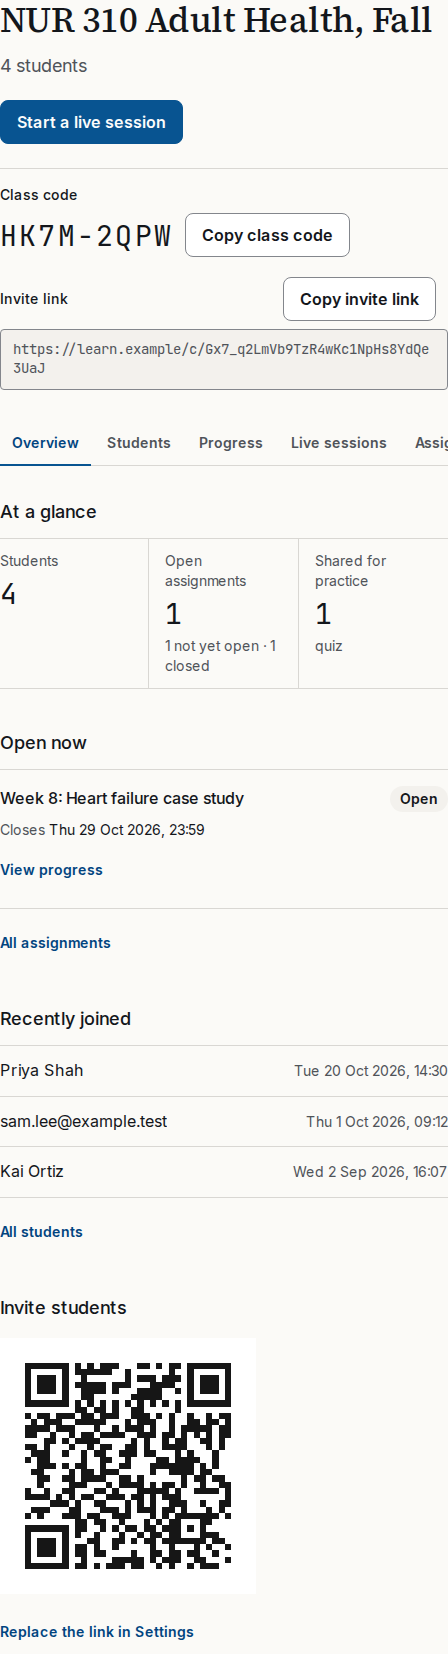 NUR 310 Adult Health, Fall
4 students
Start a live session
Class code
HK7M-2QPW
Copy class code
Invite link
Copy invite link
https://learn.example/c/Gx7_q2LmVb9TzR4wKc1NpHs8YdQe
3UaJ
Overview
Students
Progress
Live sessions
At a glance
Students
4
Open
assignments
1
1 not yet open · 1
closed
Shared for
practice
1
quiz
Open now
Week 8: Heart failure case study
Open
Closes Thu 29 Oct 2026, 23:59
View progress
All assignments
Recently joined
Priya Shah
Tue 20 Oct 2026, 14:30
sam.lee@example.test
Thu 1 Oct 2026, 09:12
Kai Ortiz
Wed 2 Sep 2026, 16:07
All students
Invite students
Replace the link in Settings